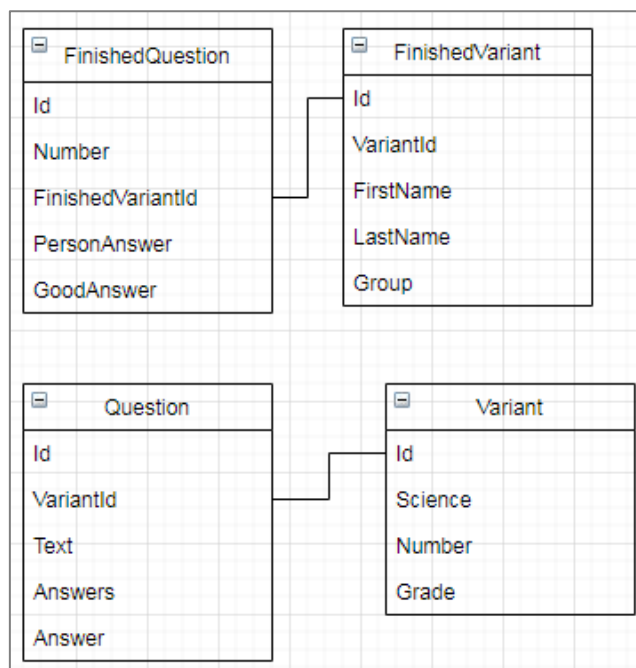 FinishedQuestion
Id
Number
FinishedVariantId
PersonAnswer
GoodAnswer
FinishedVariant
Id
VariantId
FirstName
LastName
Group
Question
Id
VariantId
Text
Answers
Answer
Variant
Id
Science
Number
Grade